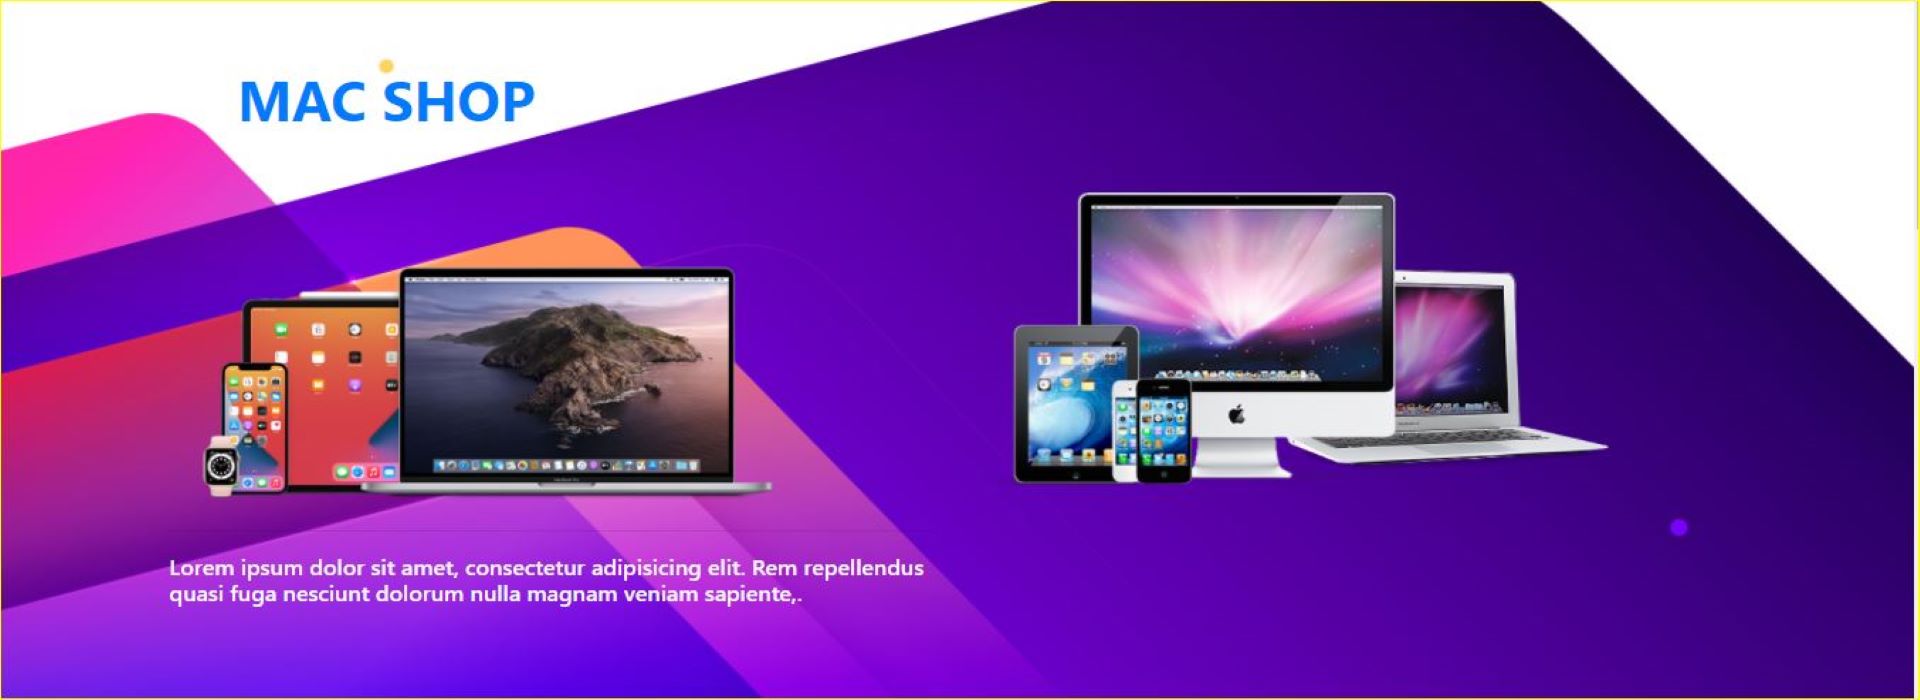 MAC SHOP
Lorem ipsum dolor sit amet, consectetur adipisicing elit. Rem repellendus
quasi fuga nesciunt dolorum nulla magnam veniam sapiente,.